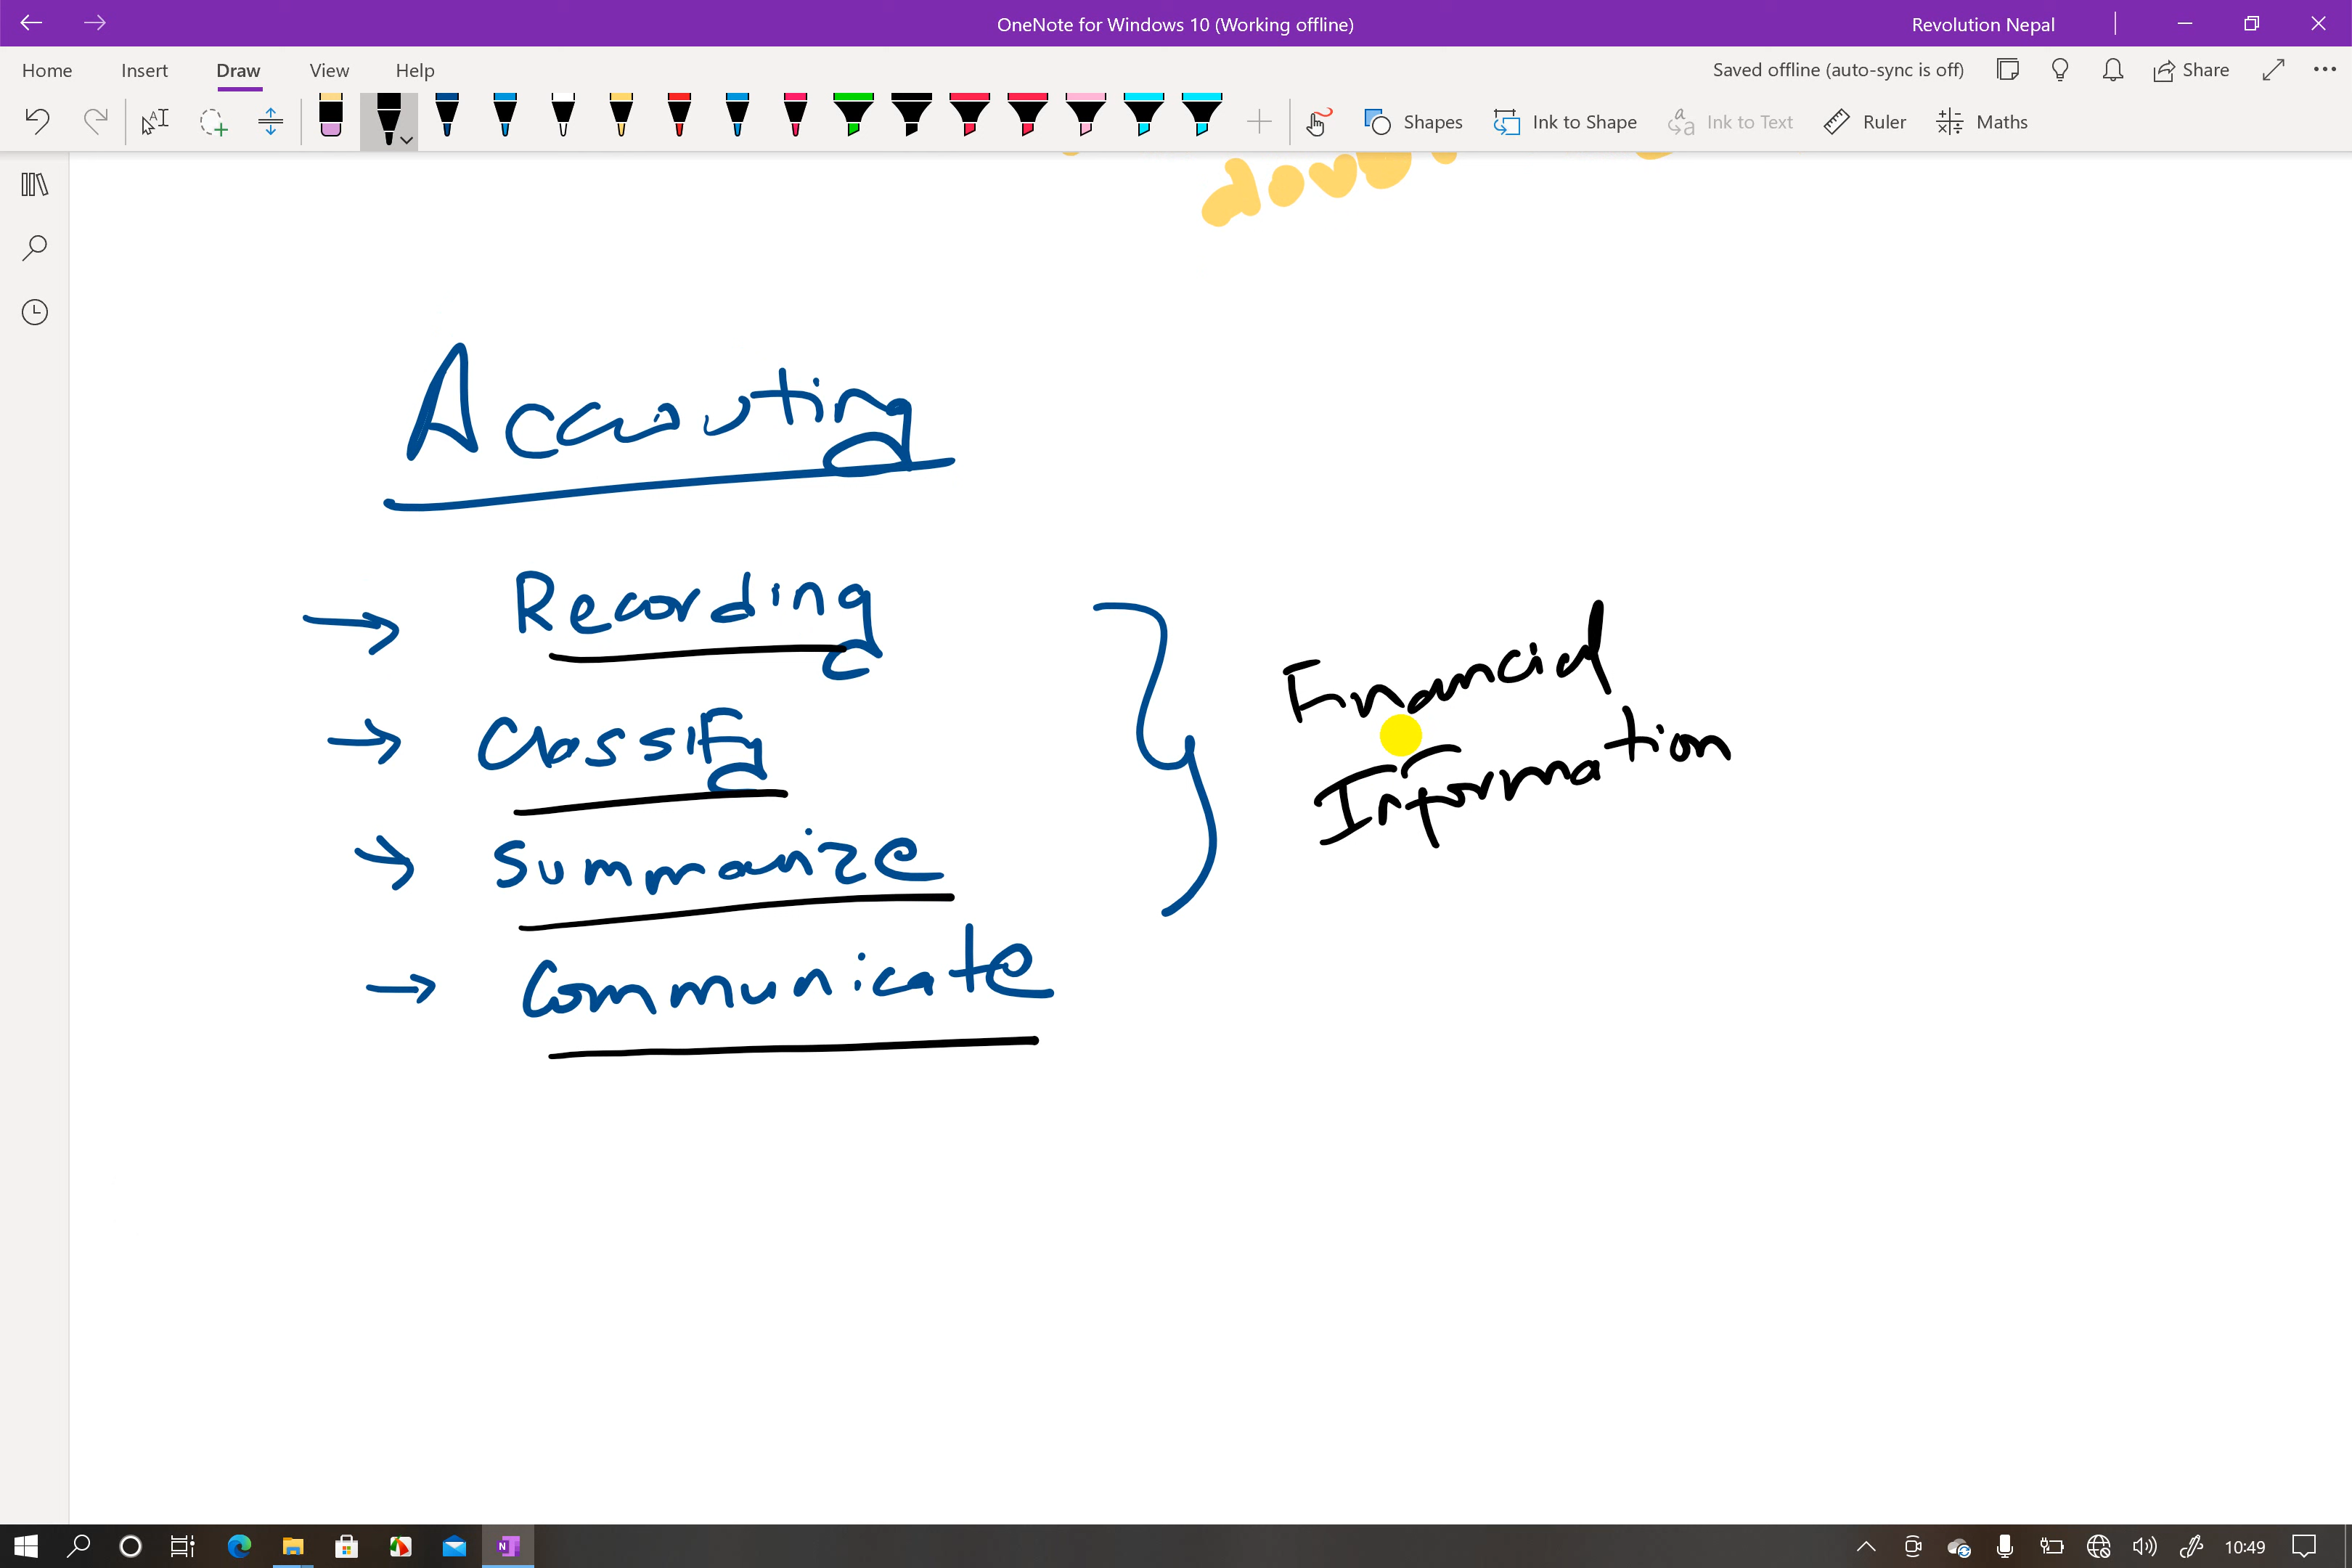 OneNote for Windows 10 (Working offline)
Revolution Nepal
Home Insert Draw View Help
Saved offline (auto-sync is off)
Share
Shapes
Ink to Shape
Ink to Text
Ruler
Maths
Accounting
→ Recording
→ Classify
→ Summarize
→ Communicate
Financial
Information
10:49